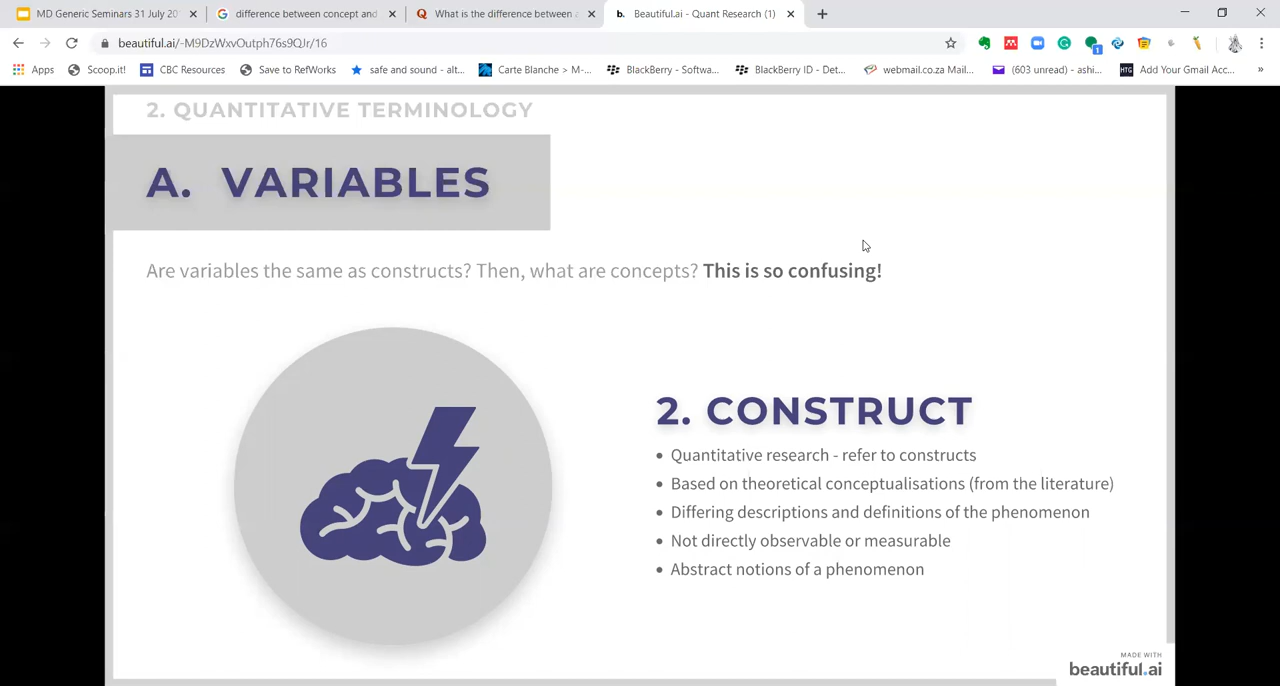 MD Generic Seminars 31 July 20
difference between concept and
What is the difference between a
b. Beautiful.ai - Quant Research (1)
beautiful.ai/-M9DzWxvOutph76s9QJr/16
Apps Scoop.it! CBC Resources Save to RefWorks safe and sound - alt... Carte Blanche > M-... BlackBerry - Softwa... BlackBerry ID - Det... webmail.co.za Mail... (603 unread) - ashi... HTG Add Your Gmail Acc... »
2. QUANTITATIVE TERMINOLOGY
A. VARIABLES
Are variables the same as constructs? Then, what are concepts? This is so confusing!
2. CONSTRUCT
• Quantitative research - refer to constructs
• Based on theoretical conceptualisations (from the literature)
• Differing descriptions and definitions of the phenomenon
• Not directly observable or measurable
• Abstract notions of a phenomenon
MADE WITH
beautiful.ai